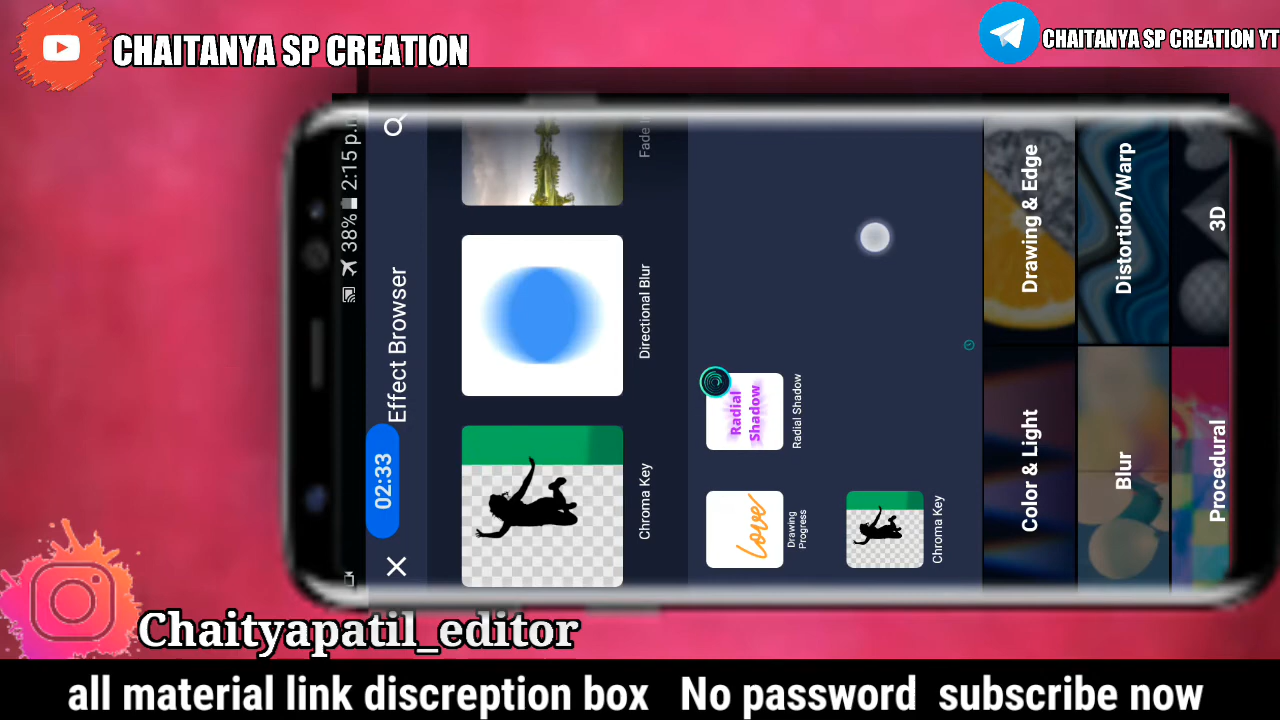 CHAITANYA SP CREATION
CHAITANYA SP CREATION YT
38% 2:15 p.
Effect Browser
02:33
Fade I
Directional Blur
Chroma Key
Radial
Shadow
Radial Shadow
Love
Drawing
Progress
Chroma Key
Drawing & Edge
Color & Light
Distortion/Warp
Blur
3D
Procedural
Chaityapatil_editor
all material link discreption box No password subscribe now